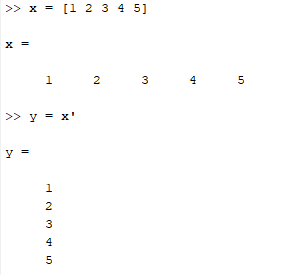 >> x = [1 2 3 4 5]
x =
1 2 3 4 5
>> y = x'
y =
1
2
3
4
5